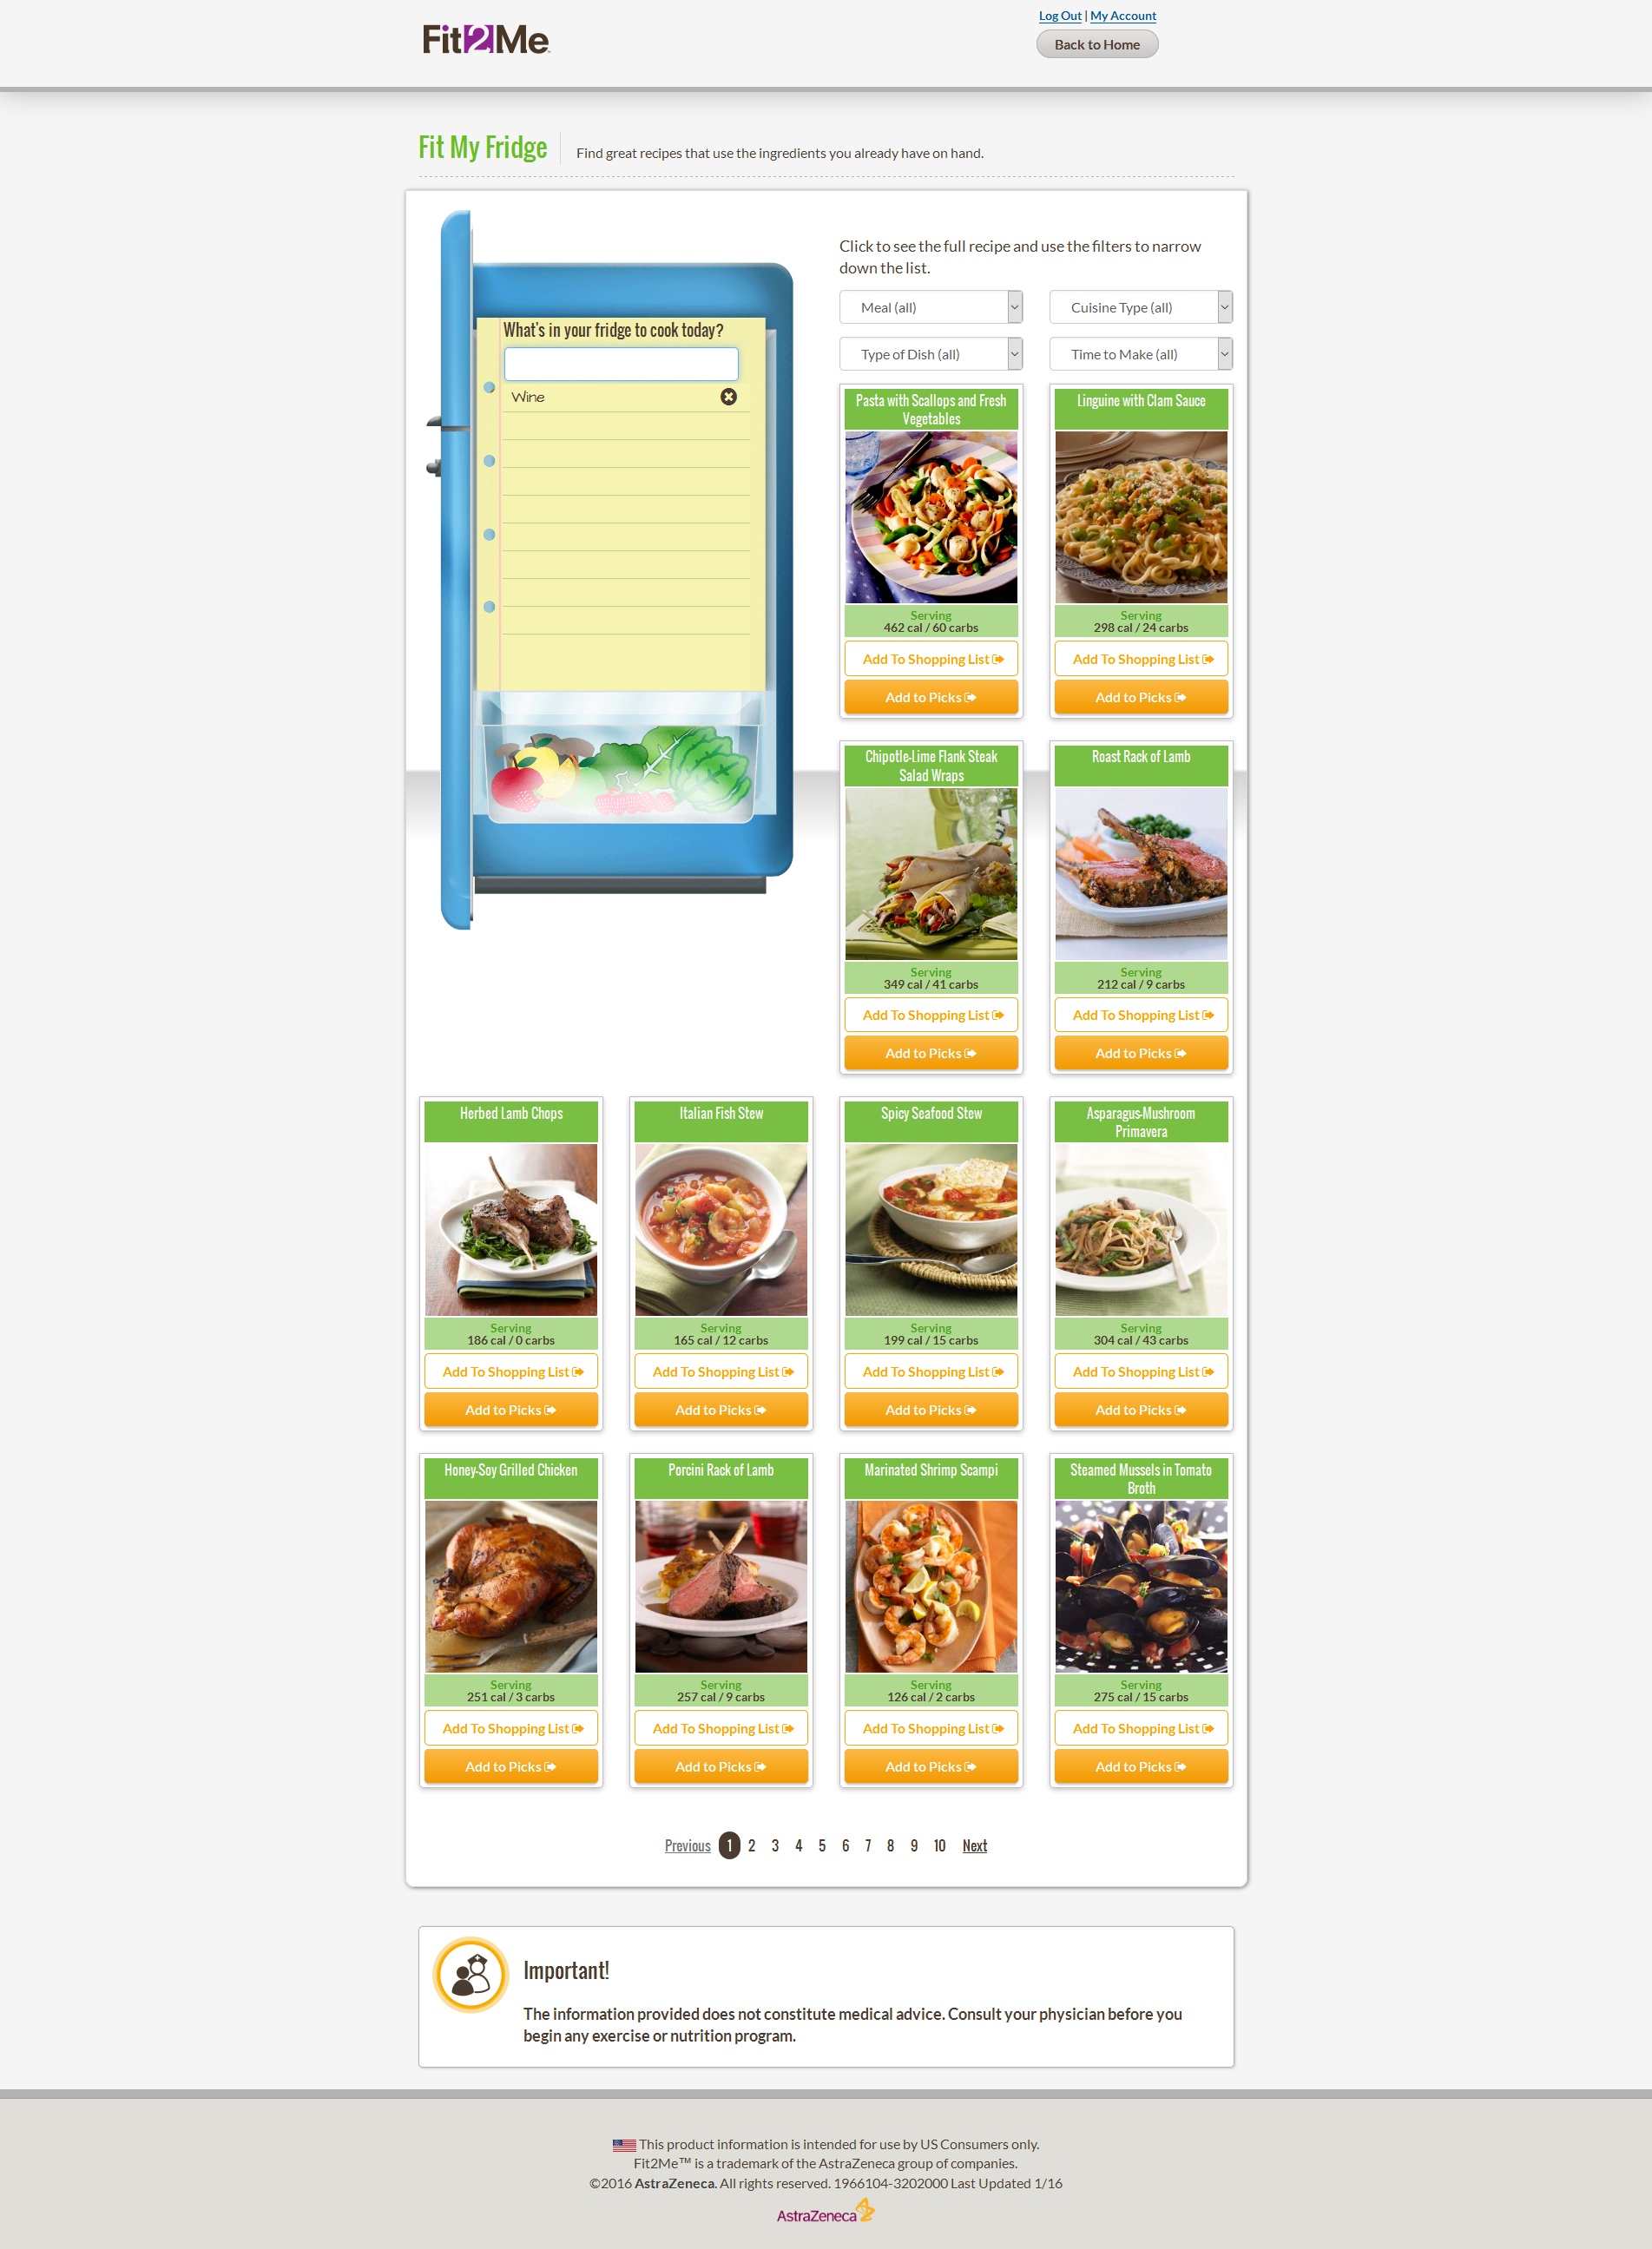 Log Out | My Account
Fit2Me
Back to Home
Fit My Fridge
Find great recipes that use the ingredients you already have on hand.
What's in your fridge to cook today?
Wine
Click to see the full recipe and use the filters to narrow
down the list.
Meal (all)
Cuisine Type (all)
Type of Dish (all)
Time to Make (all)
Pasta with Scallops and Fresh
Vegetables
Serving
462 cal / 60 carbs
Add To Shopping List
Add to Picks
Linguine with Clam Sauce
Serving
298 cal / 24 carbs
Add To Shopping List
Add to Picks
Chipotle-Lime Flank Steak
Salad Wraps
Serving
349 cal / 41 carbs
Add To Shopping List
Add to Picks
Roast Rack of Lamb
Serving
212 cal / 9 carbs
Add To Shopping List
Add to Picks
Herbed Lamb Chops
Serving
186 cal / 0 carbs
Add To Shopping List
Add to Picks
Italian Fish Stew
Serving
165 cal / 12 carbs
Add To Shopping List
Add to Picks
Spicy Seafood Stew
Serving
199 cal / 15 carbs
Add To Shopping List
Add to Picks
Asparagus-Mushroom
Primavera
Serving
304 cal / 43 carbs
Add To Shopping List
Add to Picks
Honey-Soy Grilled Chicken
Serving
251 cal / 3 carbs
Add To Shopping List
Add to Picks
Porcini Rack of Lamb
Serving
257 cal / 9 carbs
Add To Shopping List
Add to Picks
Marinated Shrimp Scampi
Serving
126 cal / 2 carbs
Add To Shopping List
Add to Picks
Steamed Mussels in Tomato
Broth
Serving
275 cal / 15 carbs
Add To Shopping List
Add to Picks
Previous 1 2 3 4 5 6 7 8 9 10 Next
Important!
The information provided does not constitute medical advice. Consult your physician before you
begin any exercise or nutrition program.
This product information is intended for use by US Consumers only.
Fit2Me™ is a trademark of the AstraZeneca group of companies.
©2016 AstraZeneca. All rights reserved. 1966104-3202000 Last Updated 1/16
AstraZeneca